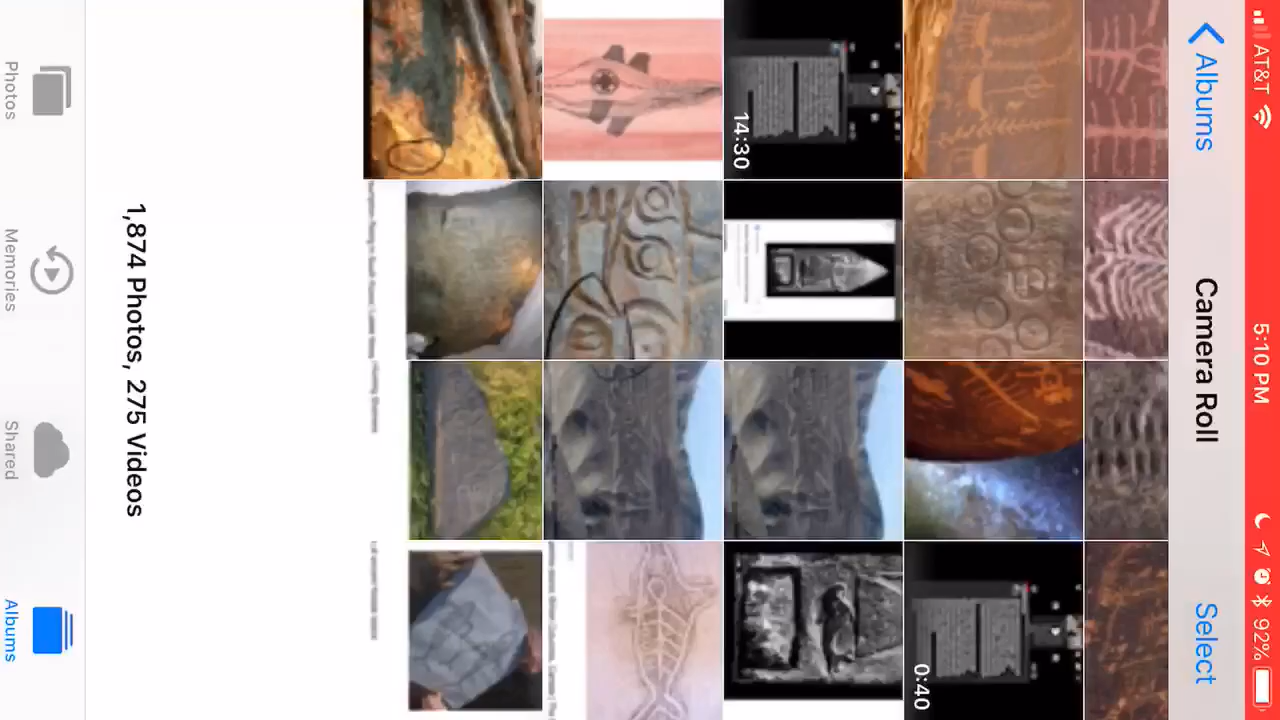 AT&T 5:10 PM 92%
Albums Camera Roll Select
0:40
14:30
1,874 Photos, 275 Videos
Photos Memories Shared Albums